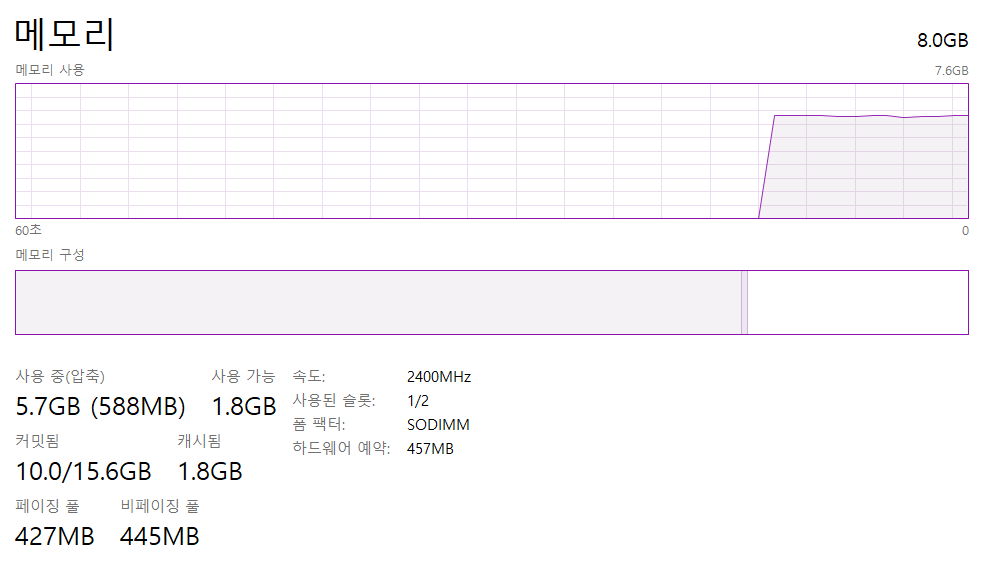 메모리 8.0GB
메모리 사용 7.6GB
60초 0
메모리 구성
사용 중(압축) 사용 가능 속도: 2400MHz
5.7GB (588MB) 1.8GB 사용된 슬롯: 1/2
폼 팩터: SODIMM
커밋됨 캐시됨 하드웨어 예약: 457MB
10.0/15.6GB 1.8GB
페이징 풀 비페이징 풀
427MB 445MB